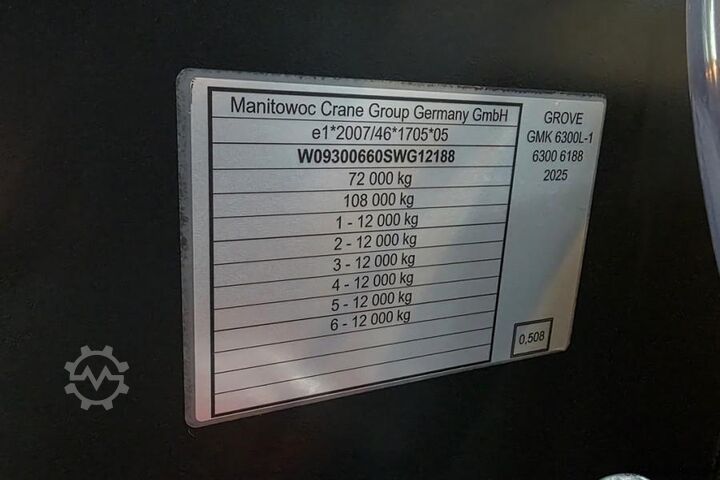 Manitowoc Crane Group Germany GmbH
e1*2007/46*1705*05
W09300660SWG12188
72 000 kg
108 000 kg
1 - 12 000 kg
2 - 12 000 kg
3 - 12 000 kg
4 - 12 000 kg
5 - 12 000 kg
6 - 12 000 kg
GROVE
GMK 6300L-1
6300 6188
2025
0,508